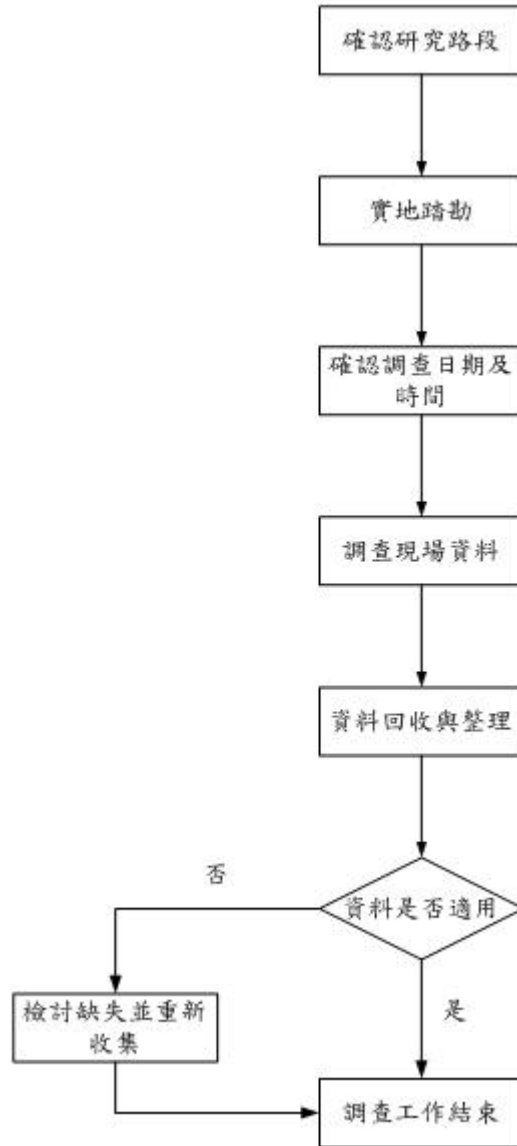 確認研究路段
實地踏勘
確認調查日期及
時間
調查現場資料
資料回收與整理
否
資料是否適用
檢討缺失並重新
收集
是
調查工作結束